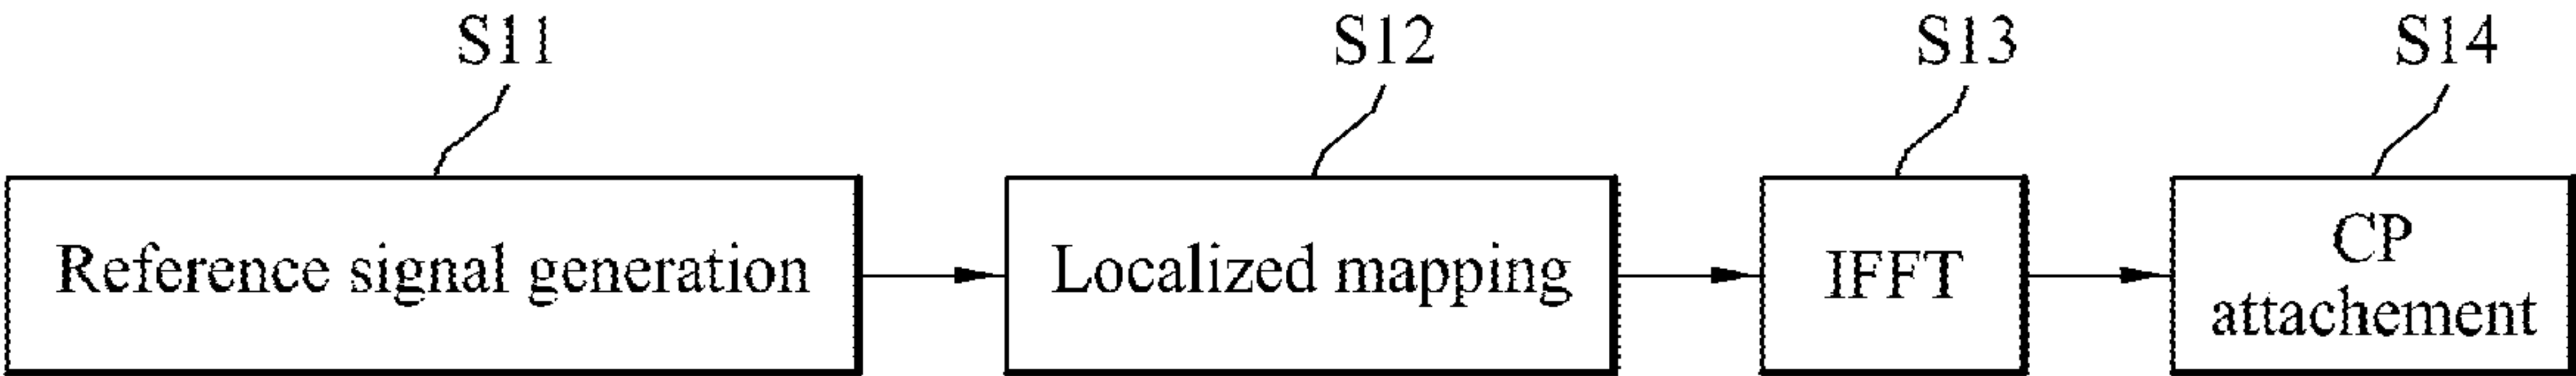 S11
S12
S13
S14
Reference signal generation
Localized mapping
IFFT
CP
attachement